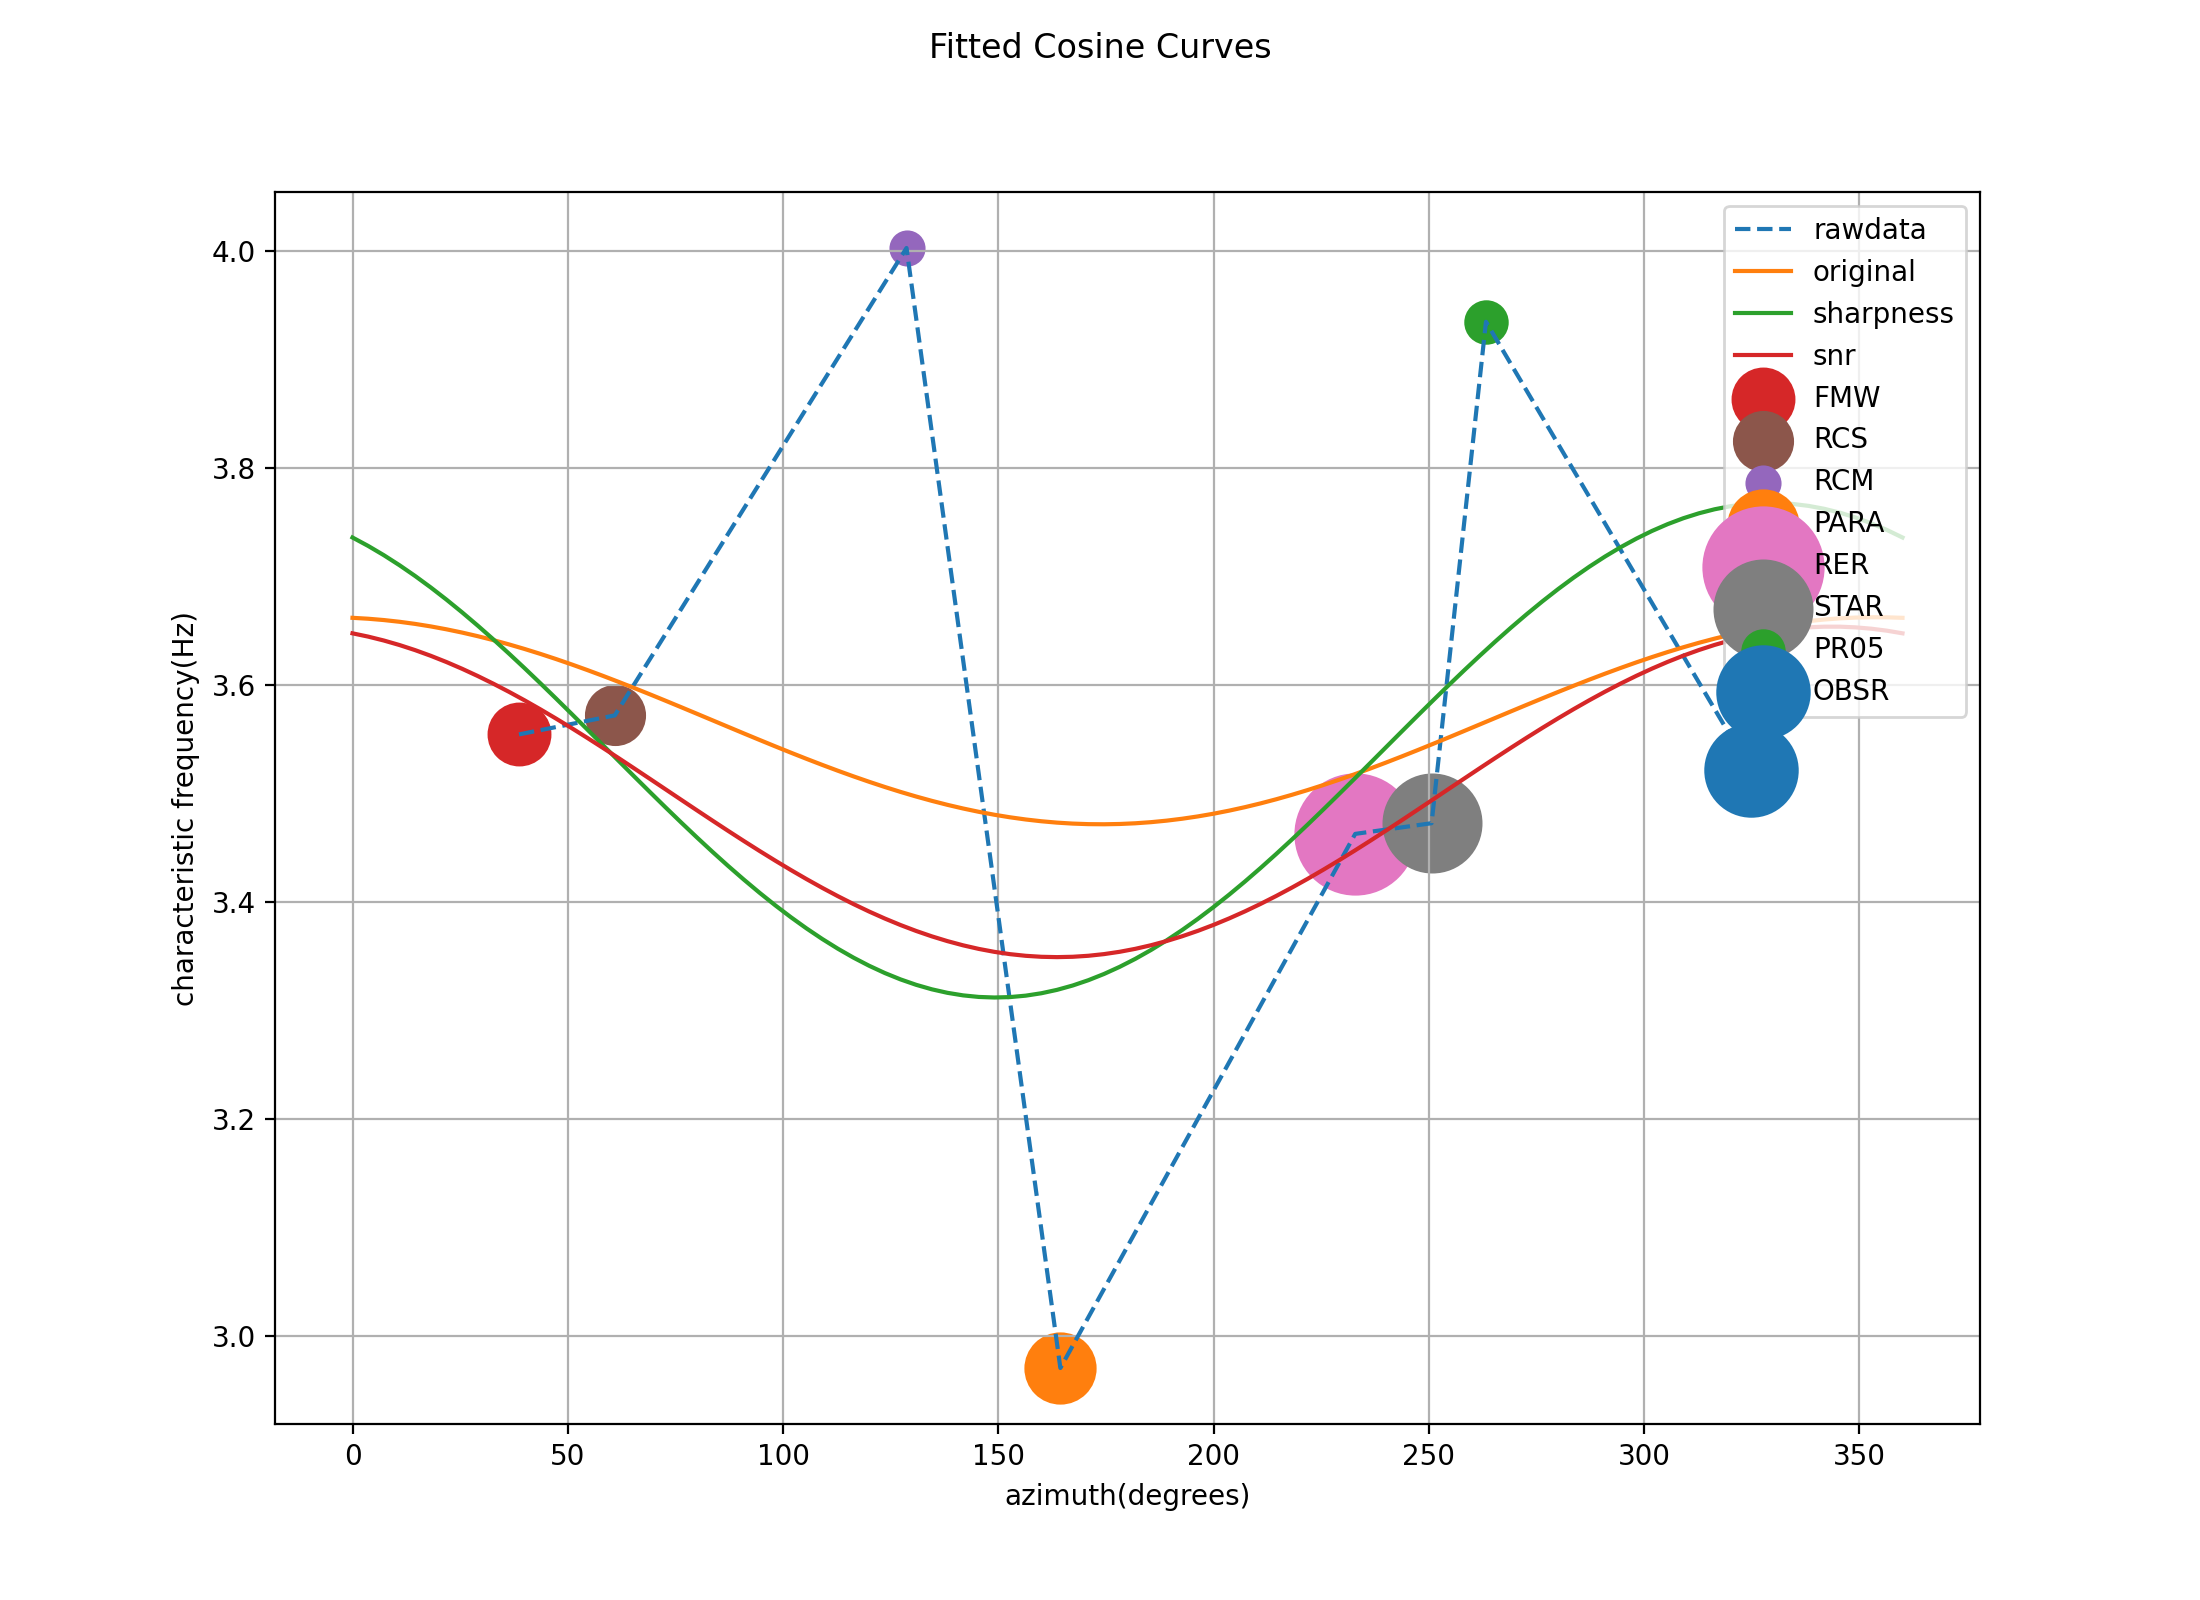 Fitted Cosine Curves
4.0
3.8
3.6
3.4
3.2
3.0
characteristic frequency(Hz)
rawdata
original
sharpness
snr
FMW
RCS
RCM
PARA
RER
STAR
PR05
OBSR
0 50 100 150 200 250 300 350
azimuth(degrees)